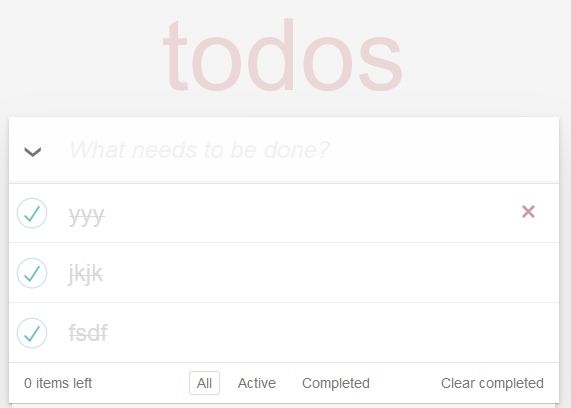 todos
What needs to be done?
yyy
jkjk
fsdf
0 items left All Active Completed Clear completed